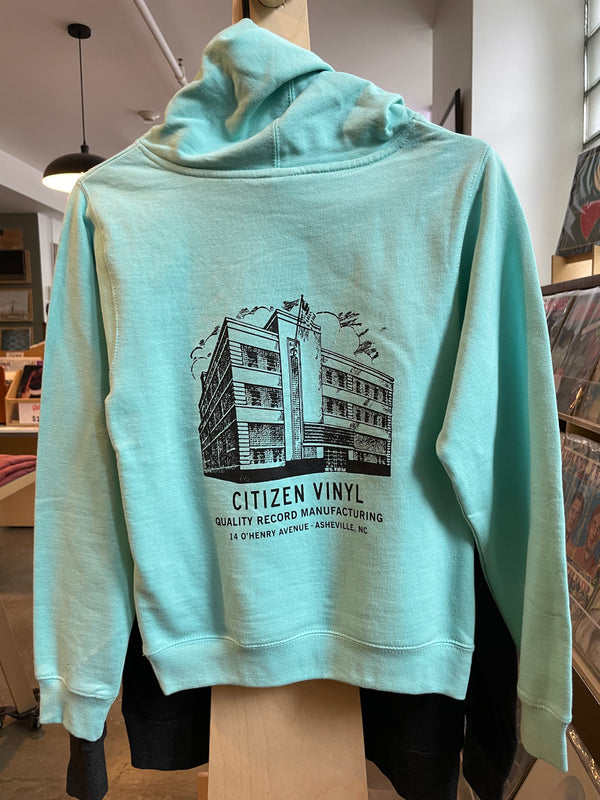 CITIZEN VINYL
QUALITY RECORD MANUFACTURING
14 O'HENRY AVENUE - ASHEVILLE, NC